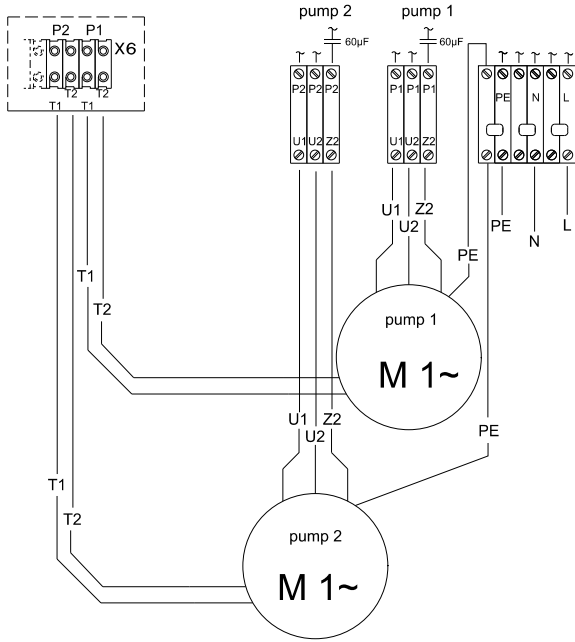 pump 2
pump 1
P2 P1
X6
60µF
60µF
T2 T2
T1 T1
P2 P2 P2
P1 P1 P1
PE N L
U1 U2 Z2
U1 U2 Z2
U1 Z2
U2
PE
N
L
PE
T1
T2
pump 1
M 1~
U1 Z2
U2
PE
T1
T2
pump 2
M 1~